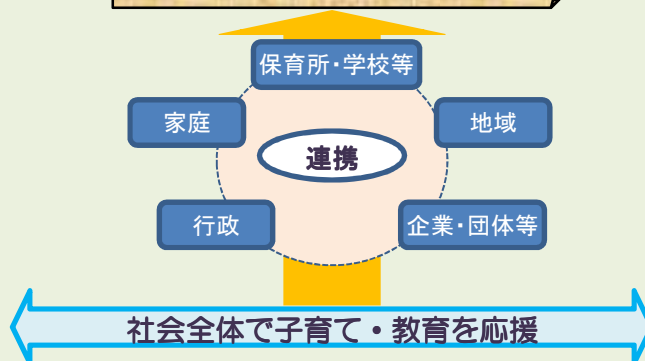 保育所・学校等
家庭
地域
連携
行政
企業・団体等
社会全体で子育て・教育を応援